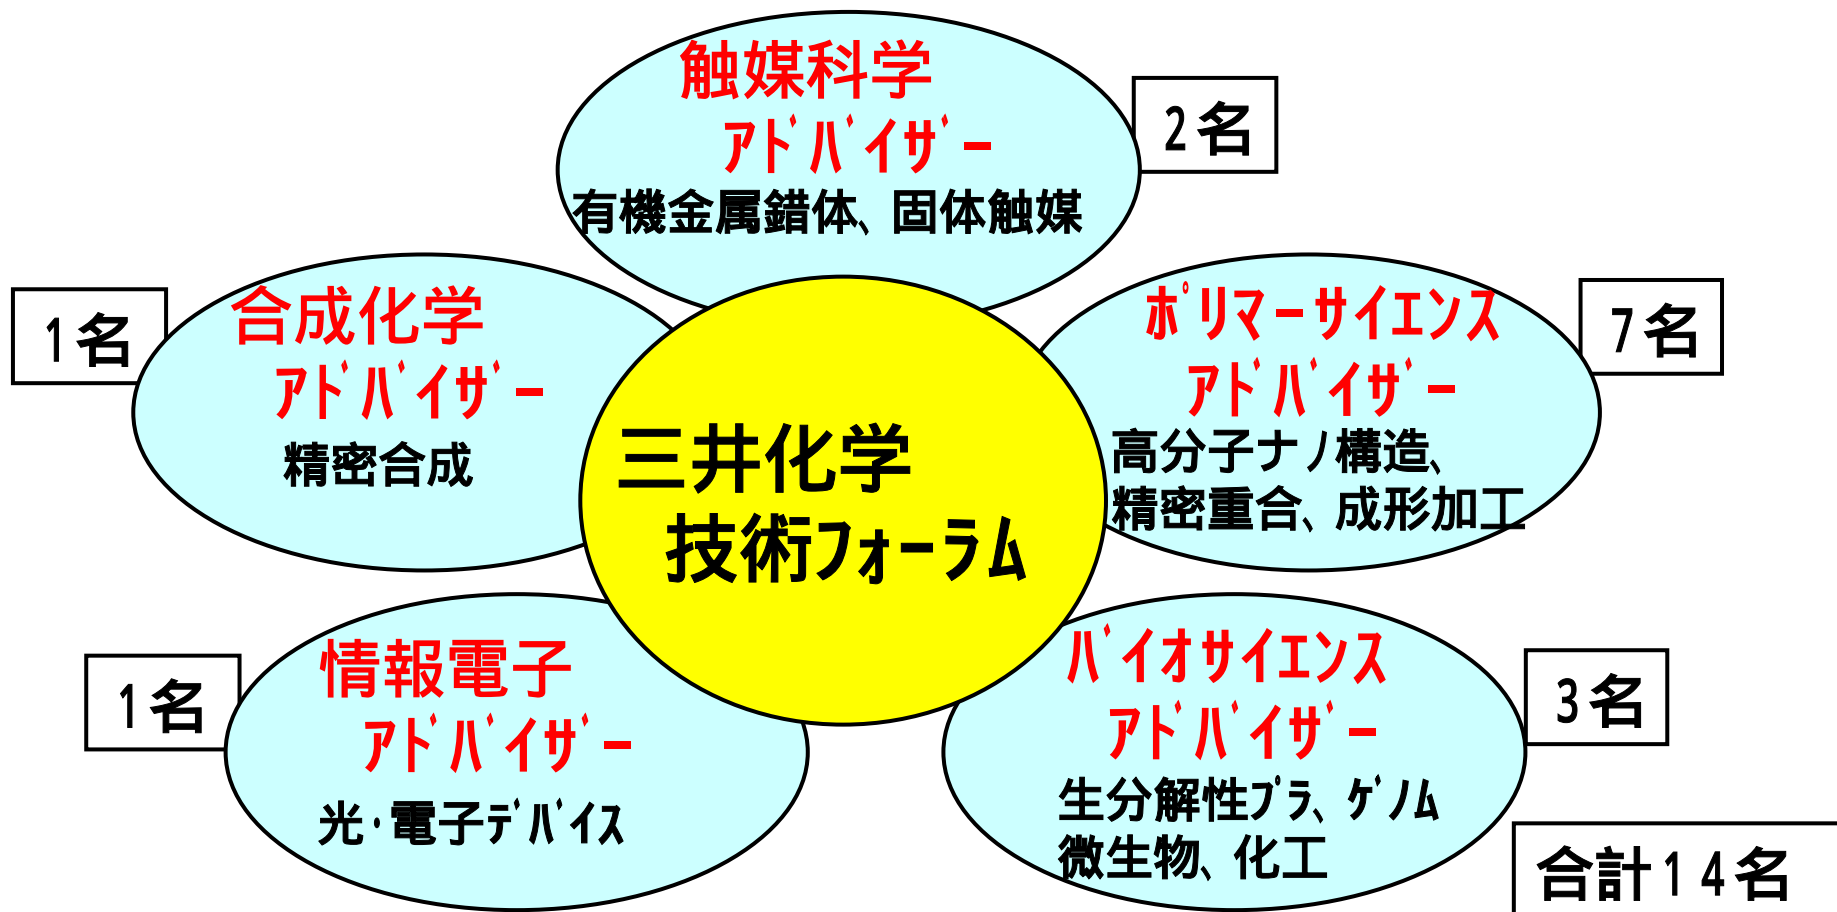 触媒科学
ｱﾄﾞﾊﾞｲｻﾞｰ
有機金属錯体、固体触媒
２名
合成化学
ｱﾄﾞﾊﾞｲｻﾞｰ
精密合成
１名
ﾎﾟﾘﾏｰｻｲｴﾝｽ
ｱﾄﾞﾊﾞｲｻﾞｰ
高分子ナノ構造、
精密重合、成形加工
７名
三井化学
技術ﾌｫｰﾗﾑ
情報電子
ｱﾄﾞﾊﾞｲｻﾞｰ
光･電子ﾃﾞﾊﾞｲｽ
１名
ﾊﾞｲｵｻｲｴﾝｽ
ｱﾄﾞﾊﾞｲｻﾞｰ
生分解性ﾌﾟﾗ、ｹﾞﾉﾑ
微生物、化工
３名
合計１４名